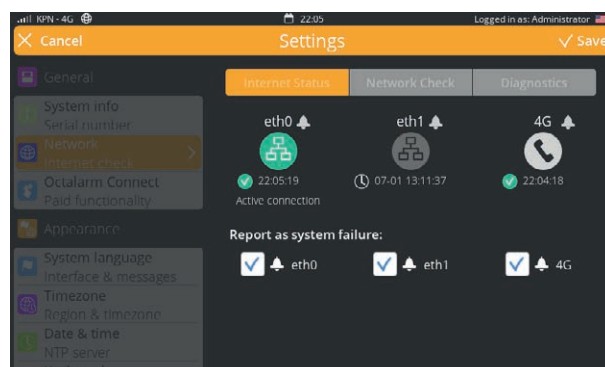 KPN - 4G
22:05
Logged in as: Administrator
Cancel
Settings
Save
General
System info
Serial number
Network
Internet check
Octalarm Connect
Paid functionality
Appearance
System language
Interface & messages
Timezone
Region & timezone
Date & time
NTP server
Internet Status
Network Check
Diagnostics
eth0
eth1
4G
22:05:19
07-01 13:11:37
22:04:18
Active connection
Report as system failure:
eth0
eth1
4G